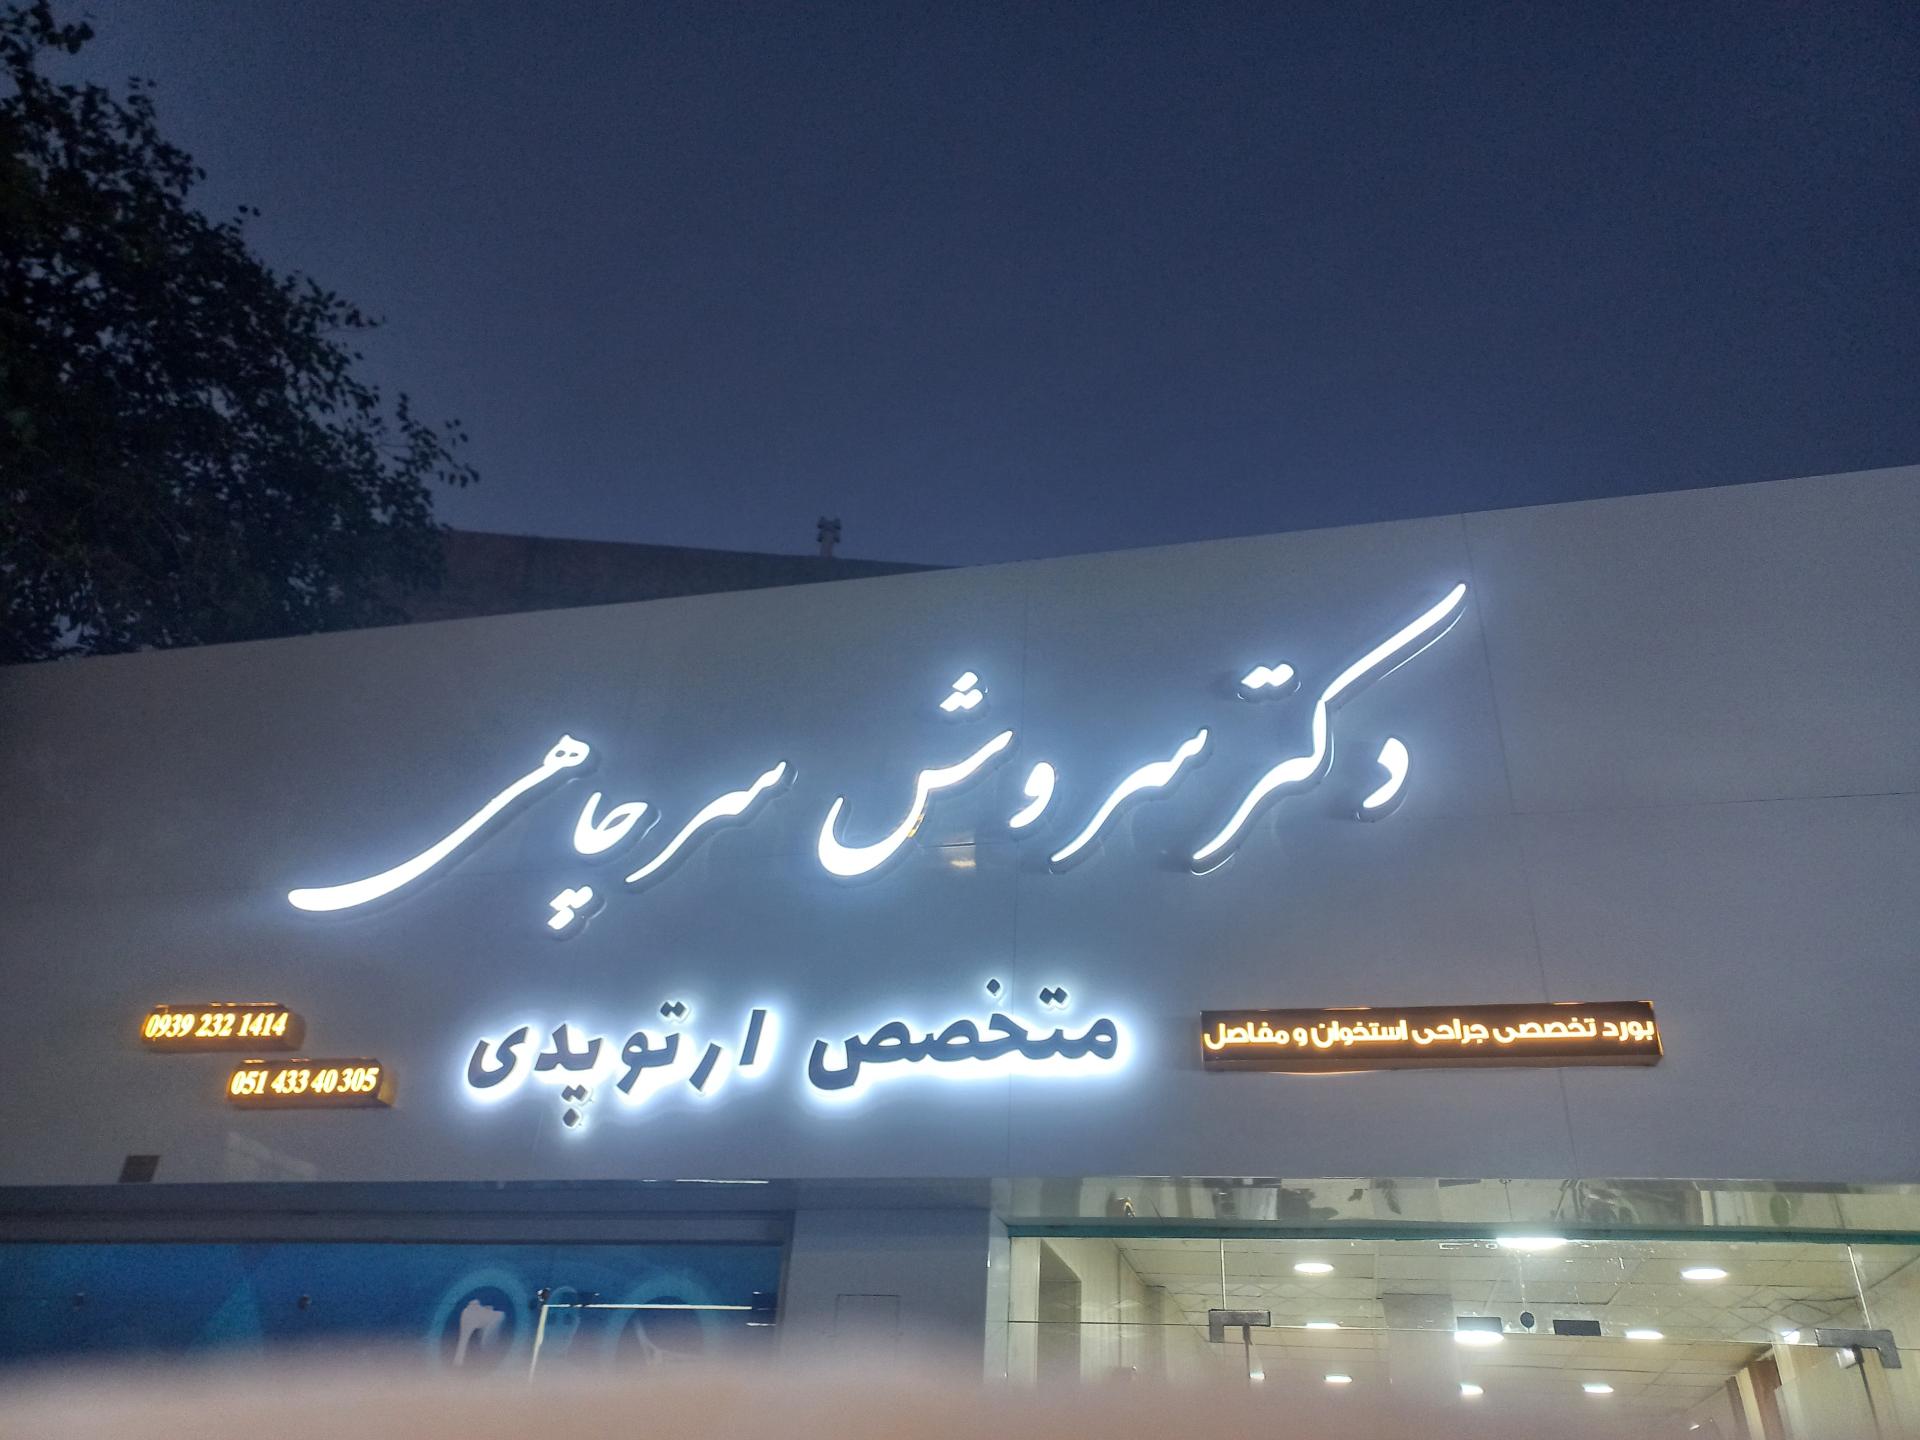 دکتر سروش سرچاهی
متخصص ارتوپدی
بورد تخصصی جراحی استخوان و مفاصل
0939 232 1414
051 433 40 305